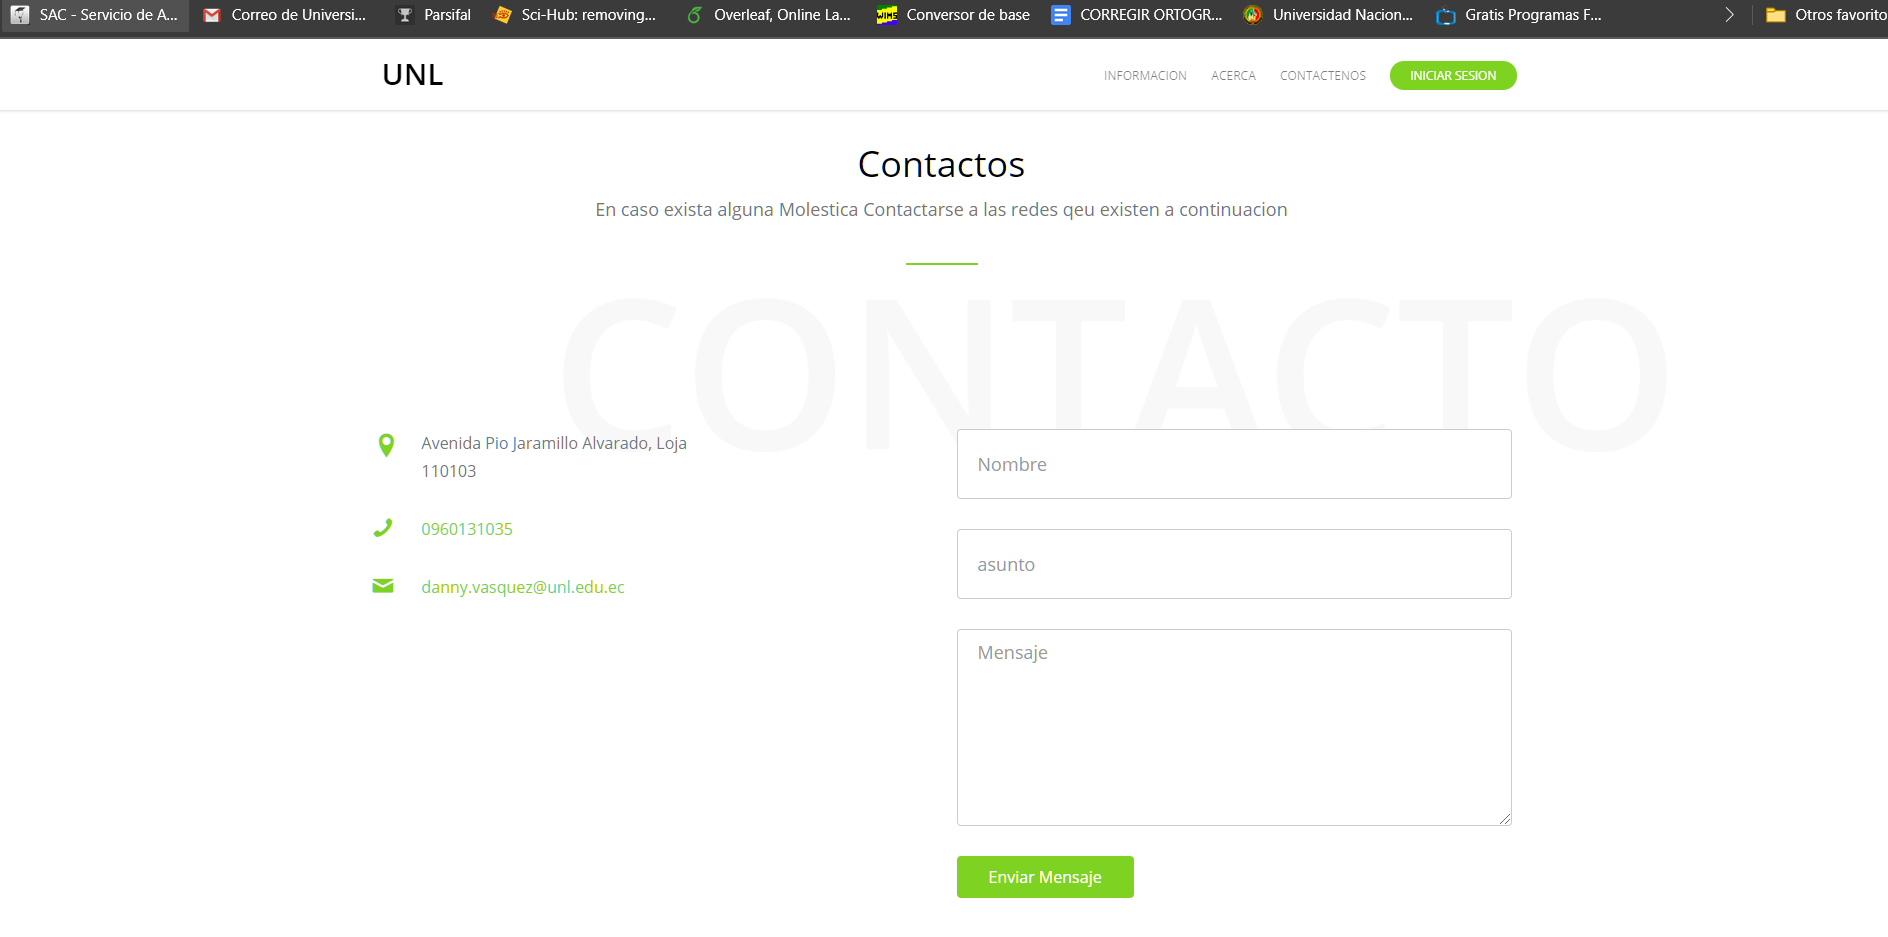 SAC - Servicio de A... Correo de Universi... Parsifal Sci-Hub: removing... Overleaf, Online La... WIMS Conversor de base CORREGIR ORTOGR... Universidad Nacion... Gratis Programas F... Otros favorito
UNL INFORMACION ACERCA CONTACTENOS INICIAR SESION
Contactos
En caso exista alguna Molestica Contactarse a las redes qeu existen a continuacion
CONTACTO
Avenida Pio Jaramillo Alvarado, Loja
110103
0960131035
danny.vasquez@unl.edu.ec
Nombre
asunto
Mensaje
Enviar Mensaje